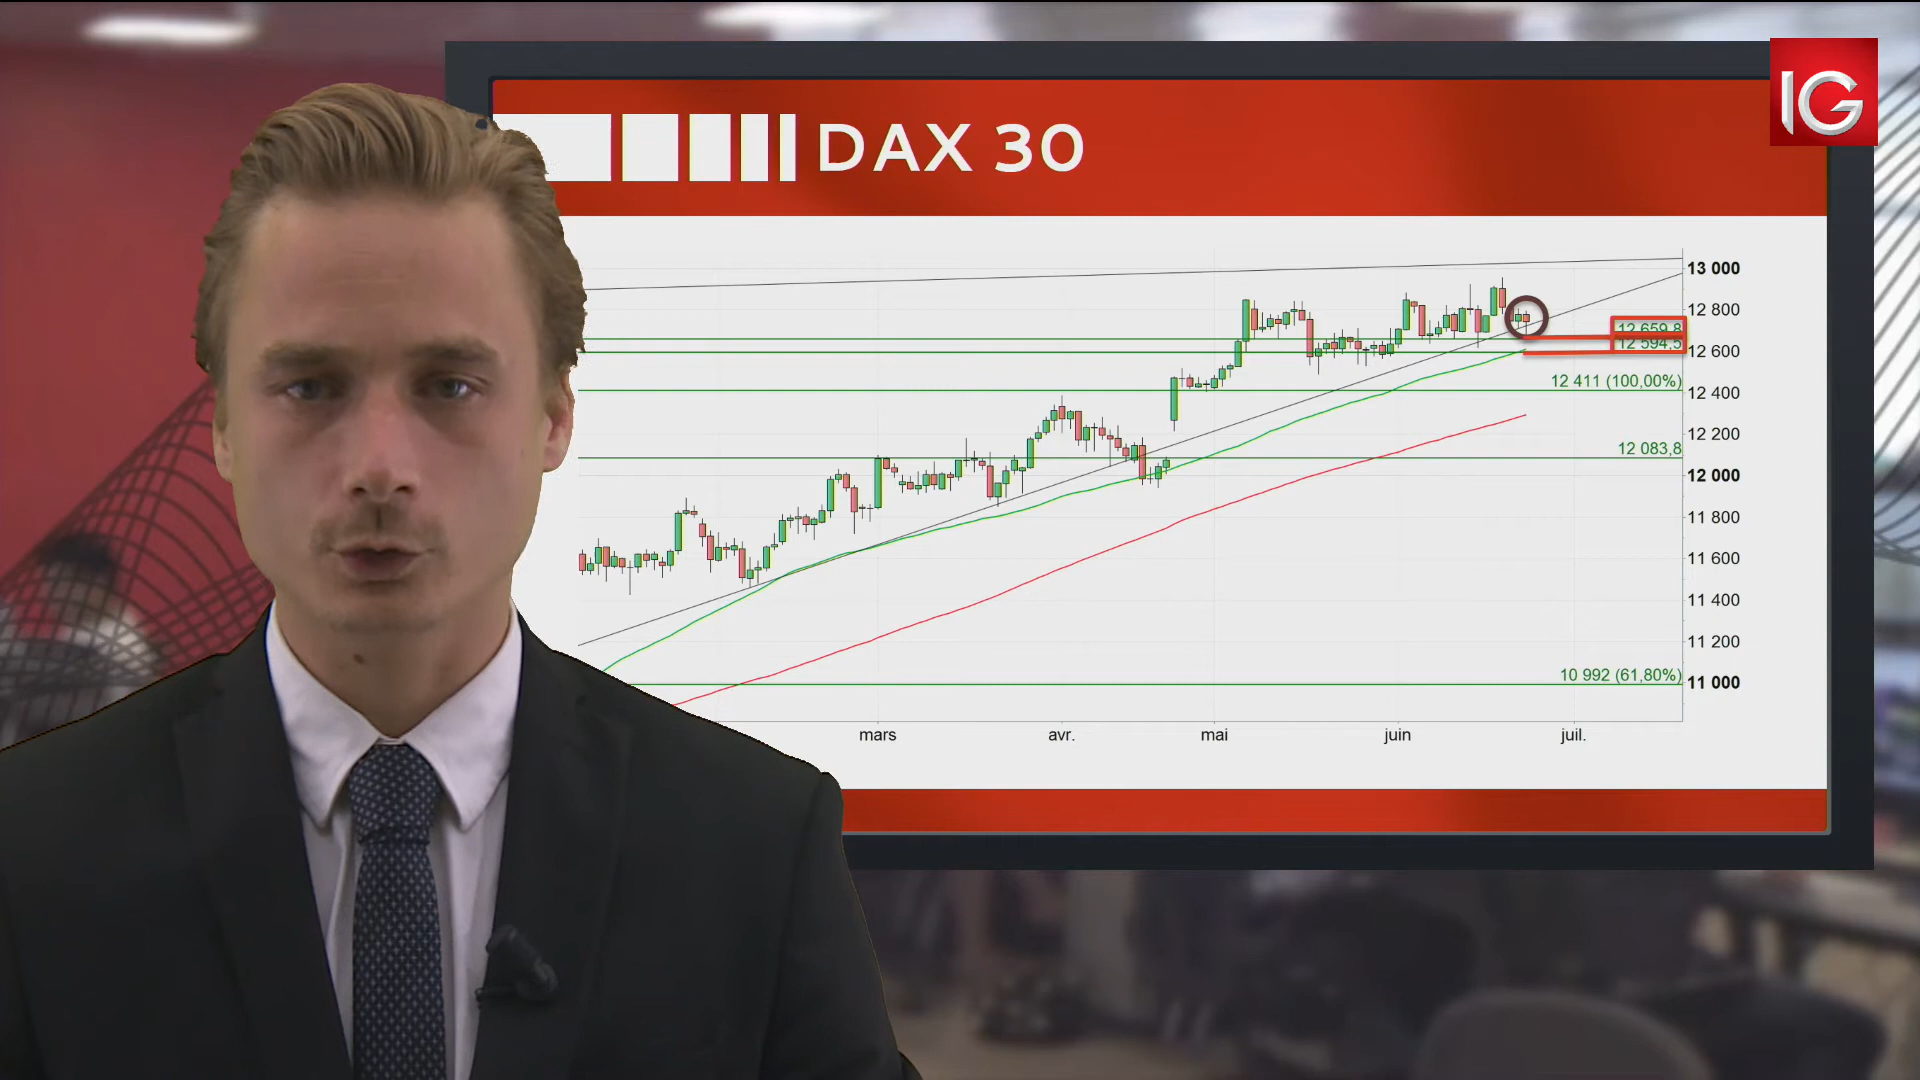 IG
DAX 30
13 000
12 800
12 659,8
12 594,5
12 600
12 411 (100,00%)
12 400
12 200
12 083,8
12 000
11 800
11 600
11 400
11 200
10 992 (61,80%)
11 000
mars avr. mai juin juil.